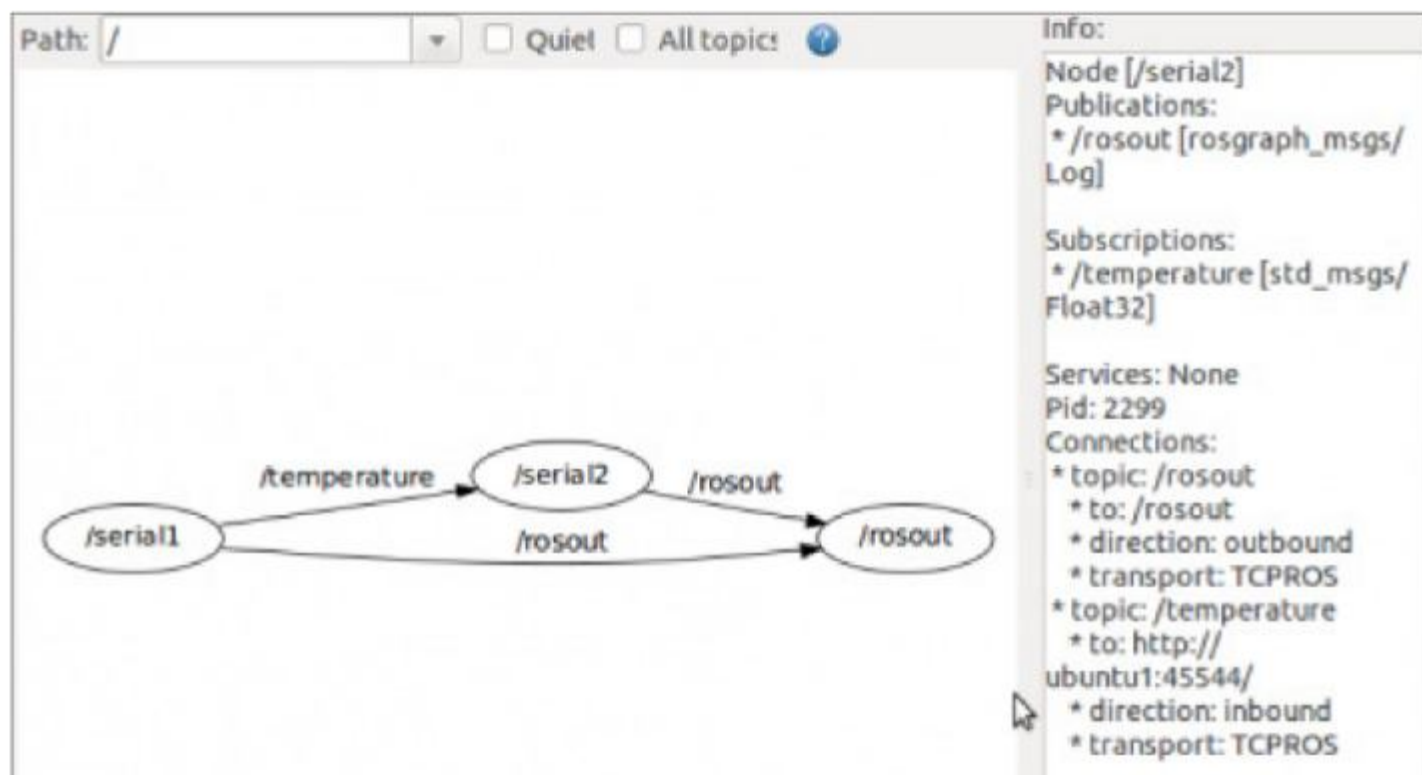 Path: /
Quiet
All topics
?
/temperature
/serial2
/rosout
/serial1
/rosout
/rosout
Info:
Node [/serial2]
Publications:
* /rosout [rosgraph_msgs/
Log]
Subscriptions:
* /temperature [std_msgs/
Float32]
Services: None
Pid: 2299
Connections:
* topic: /rosout
* to: /rosout
* direction: outbound
* transport: TCPROS
* topic: /temperature
* to: http://
ubuntu1:45544/
* direction: inbound
* transport: TCPROS